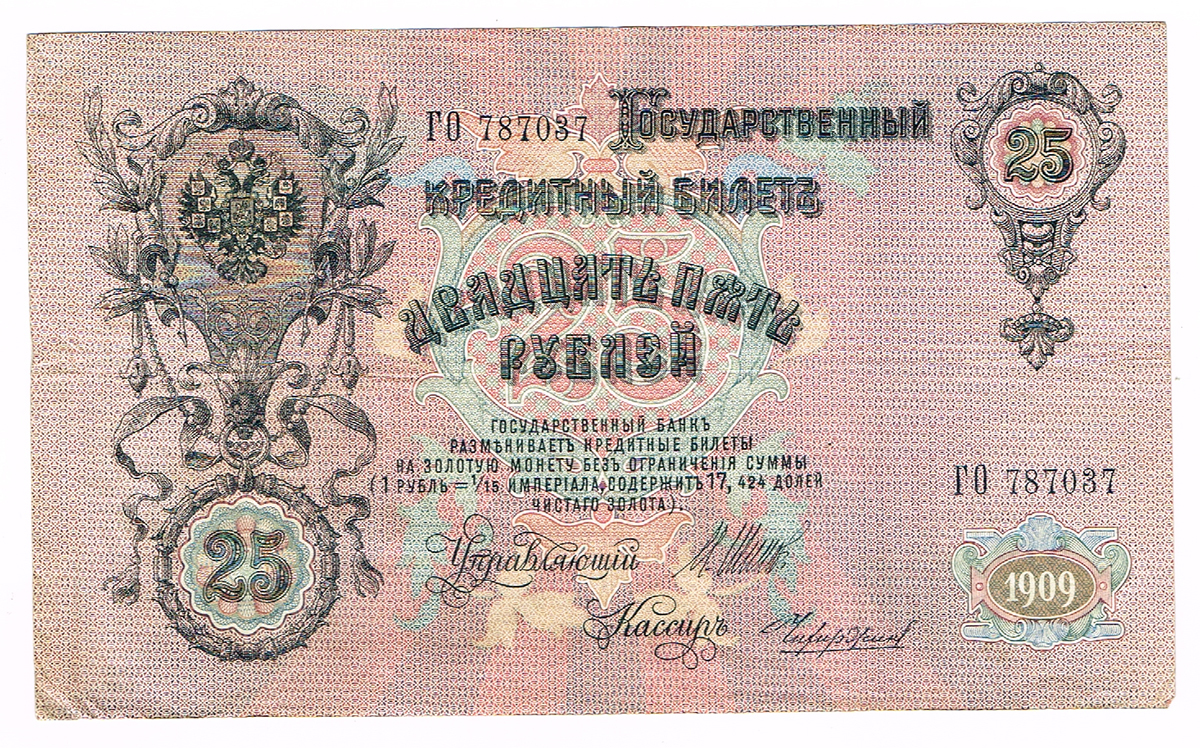 ГО 787037 Государственный
25
кредитный билетъ
25
Двадцать пять
рублей
Государственный банкъ
размѣниваетъ кредитные билеты
на золотую монету безъ ограниченія суммы
(1 рубль = 1/15 имперіала, содержитъ 17, 424 долей
чистаго золота).
ГО 787037
25
Управляющій
1909
Кассиръ